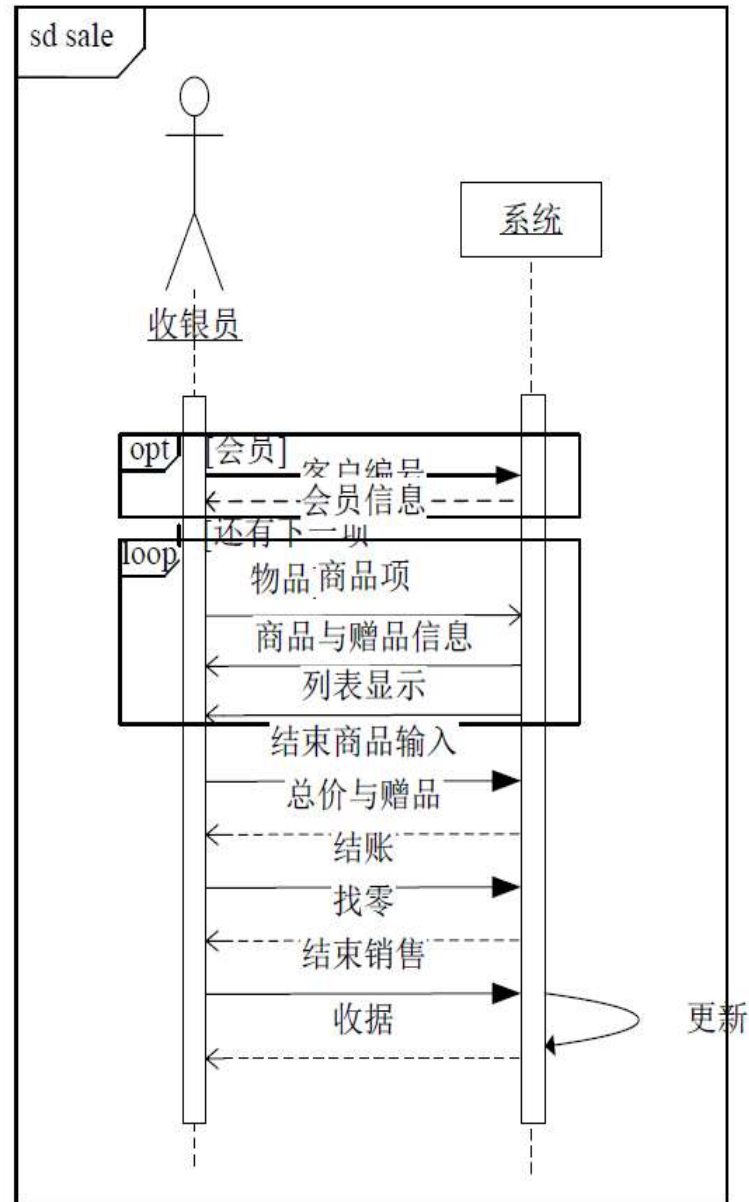 sd sale
系统
收银员
opt [会员]
客户编号
会员信息
[还有下一项
loop
物品 商品项
商品与赠品信息
列表显示
结束商品输入
总价与赠品
结账
找零
结束销售
收据
更新